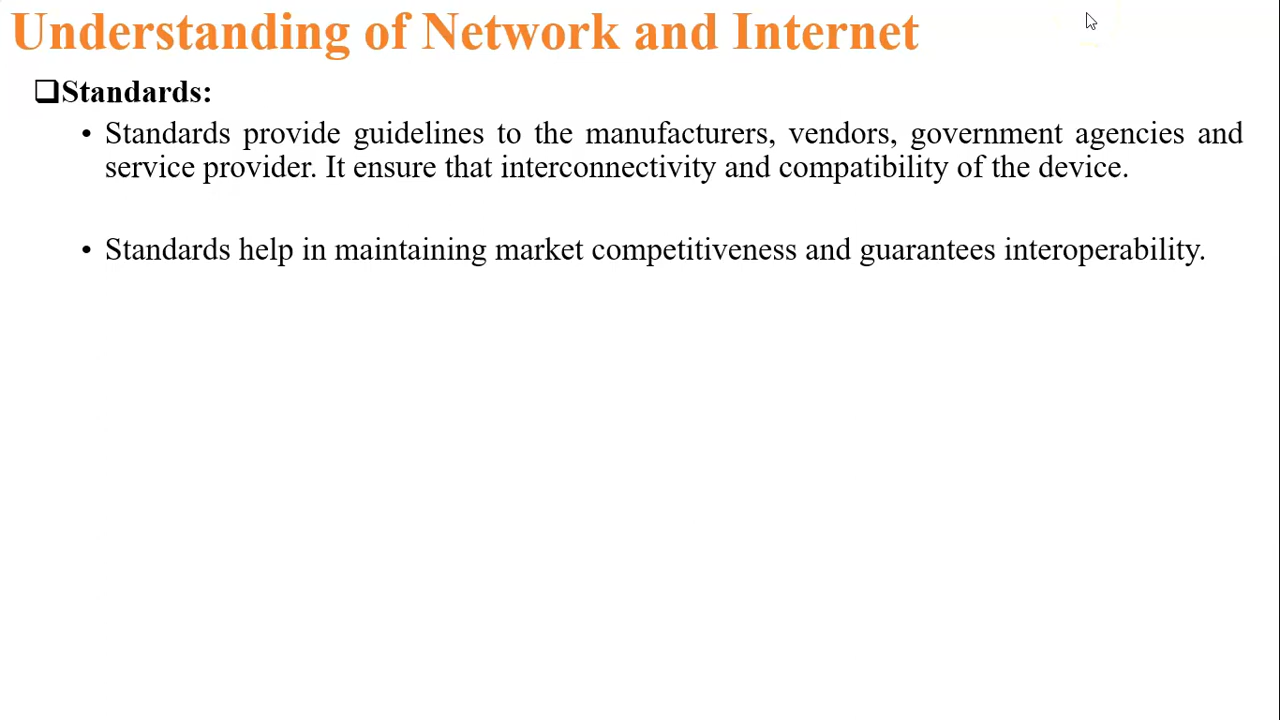 Understanding of Network and Internet
❑Standards:
• Standards provide guidelines to the manufacturers, vendors, government agencies and
service provider. It ensure that interconnectivity and compatibility of the device.
• Standards help in maintaining market competitiveness and guarantees interoperability.